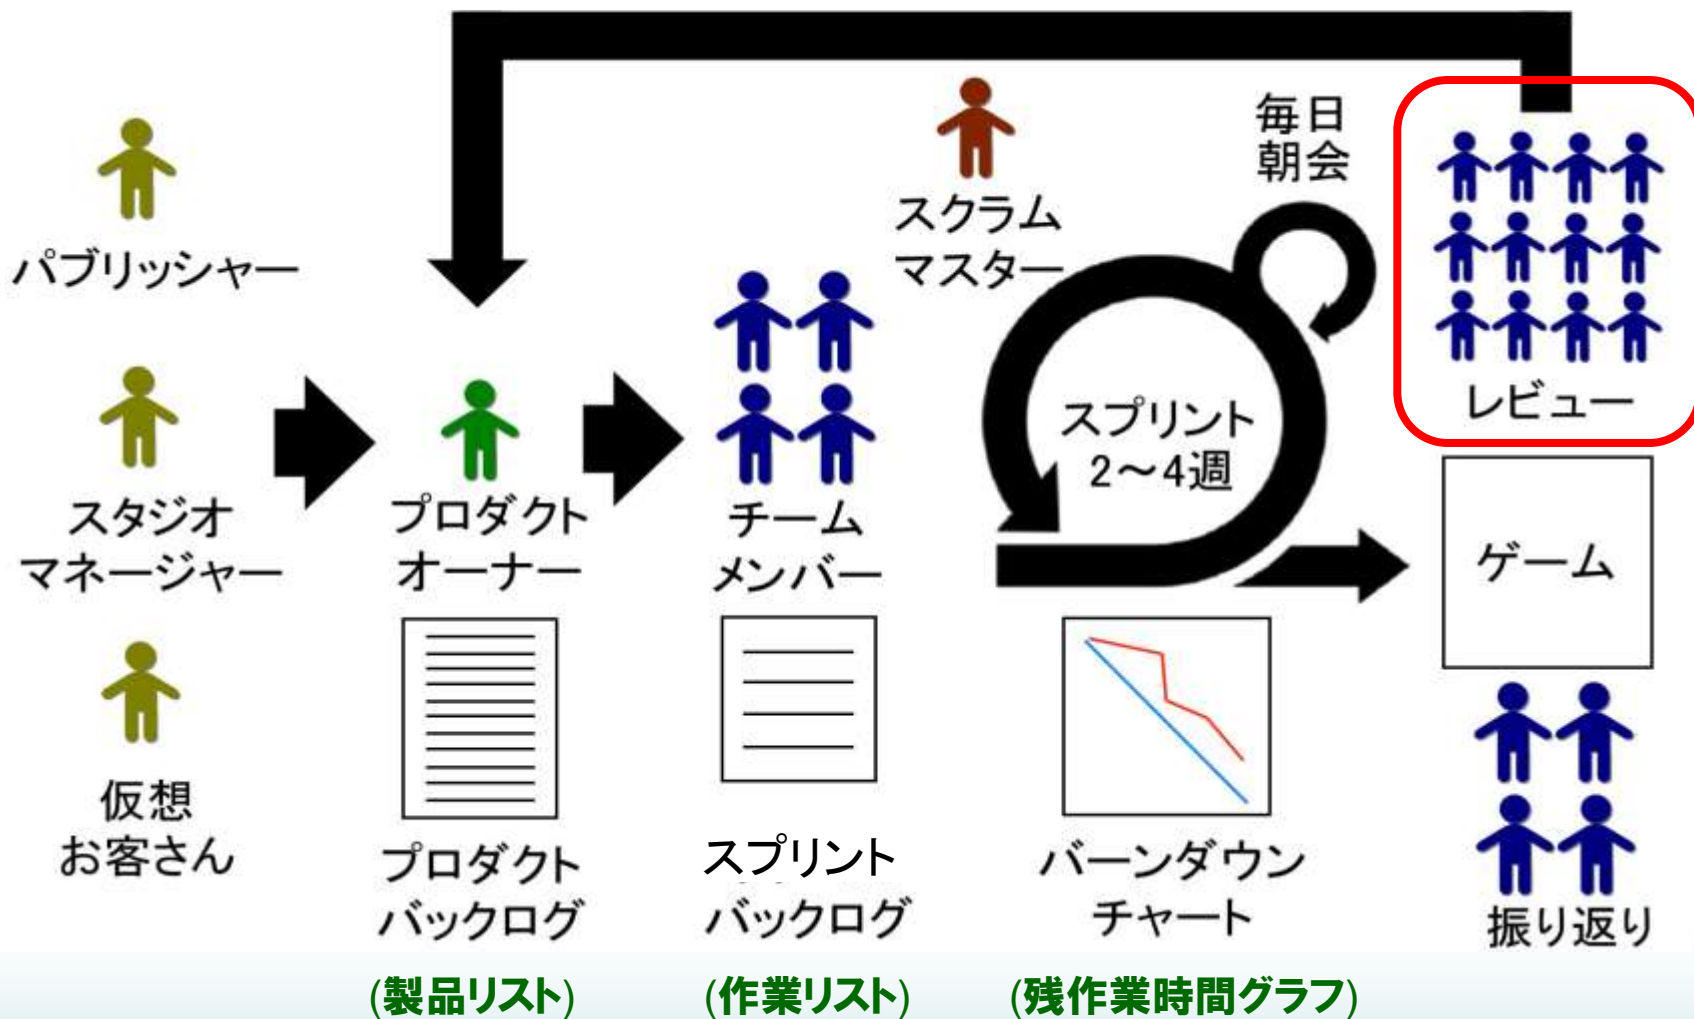 パブリッシャー
スタジオ
マネージャー
仮想
お客さん
プロダクト
オーナー
プロダクト
バックログ
(製品リスト)
チーム
メンバー
スプリント
バックログ
(作業リスト)
スクラム
マスター
毎日
朝会
スプリント
2～4週
バーンダウン
チャート
(残作業時間グラフ)
レビュー
ゲーム
振り返り